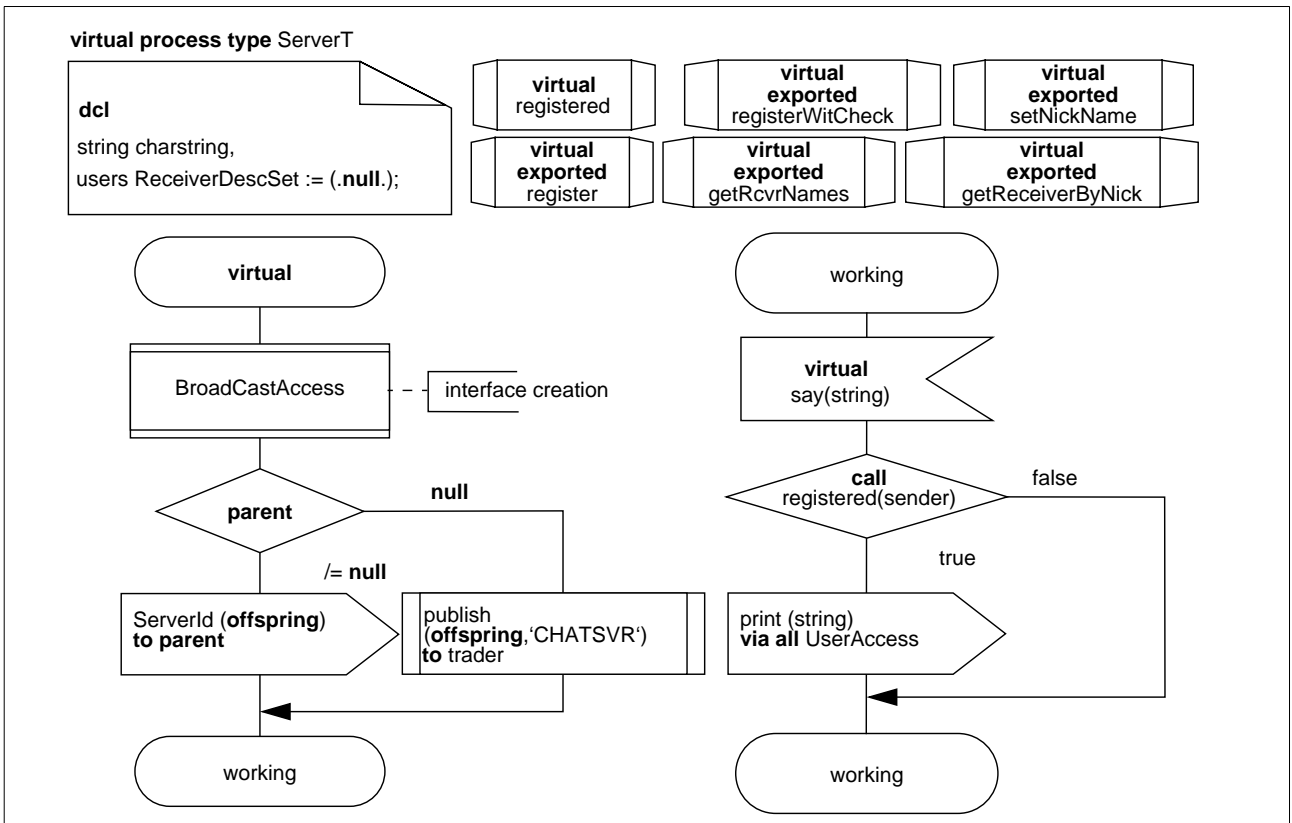 virtual process type ServerT
dcl
string charstring,
users ReceiverDescSet := (.null.);
virtual
registered
virtual
exported
registerWitCheck
virtual
exported
setNickName
virtual
exported
register
virtual
exported
getRcvrNames
virtual
exported
getReceiverByNick
virtual
BroadCastAccess
interface creation
parent
null
/= null
ServerId (offspring)
to parent
publish
(offspring,‘CHATSVR‘)
to trader
working
working
virtual
say(string)
call
registered(sender)
false
true
print (string)
via all UserAccess
working